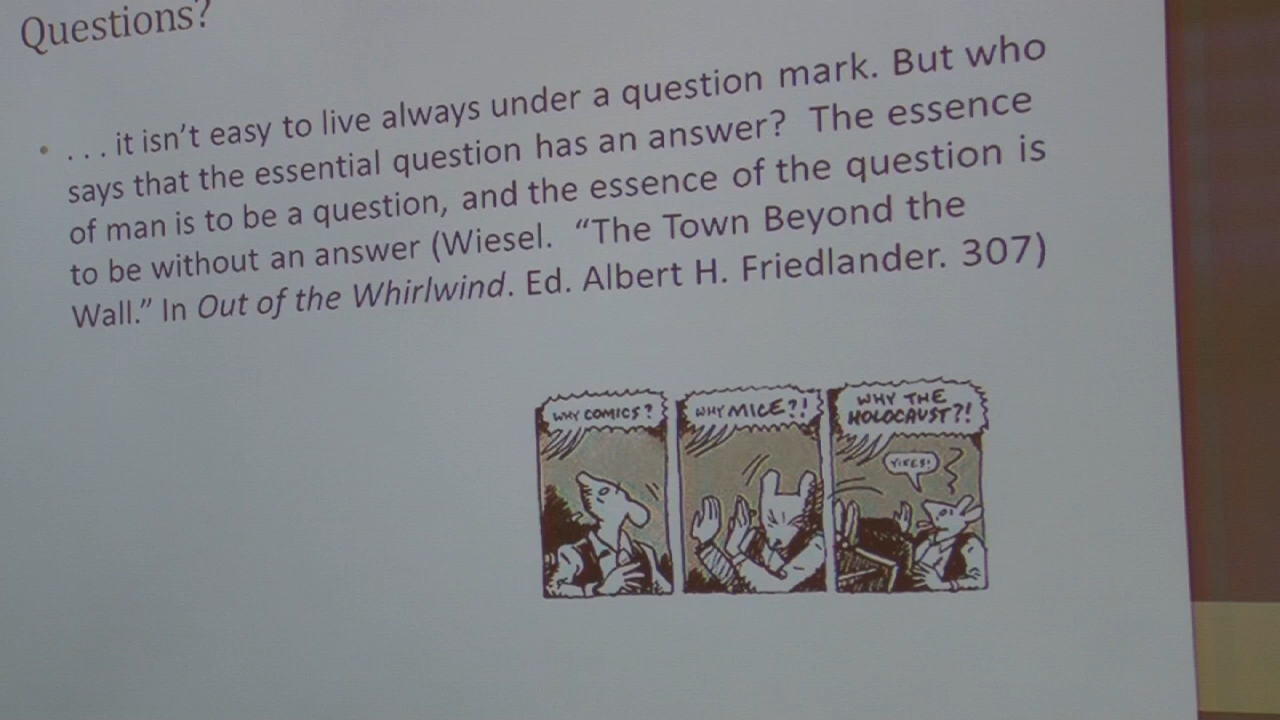 Questions?
• . . . it isn't easy to live always under a question mark. But who
says that the essential question has an answer? The essence
of man is to be a question, and the essence of the question is
to be without an answer (Wiesel. “The Town Beyond the
Wall.” In Out of the Whirlwind. Ed. Albert H. Friedlander. 307)
WHY COMICS?
WHY MICE?!
WHY THE
HOLOCAUST?!
YIKES!